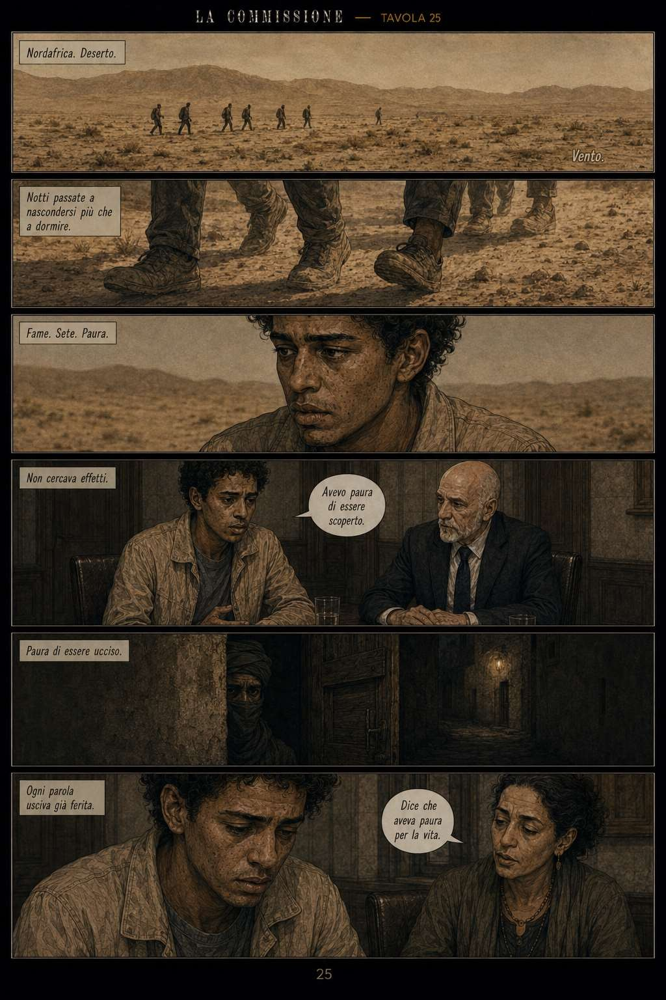 LA COMMISSIONE — TAVOLA 25
Nordafrica. Deserto.
Vento.
Notti passate a
nascondersi più che
a dormire.
Fame. Sete. Paura.
Non cercava effetti.
Avevo paura
di essere
scoperto.
Paura di essere ucciso.
Ogni parola
usciva già ferita.
Dice che
aveva paura
per la vita.
25